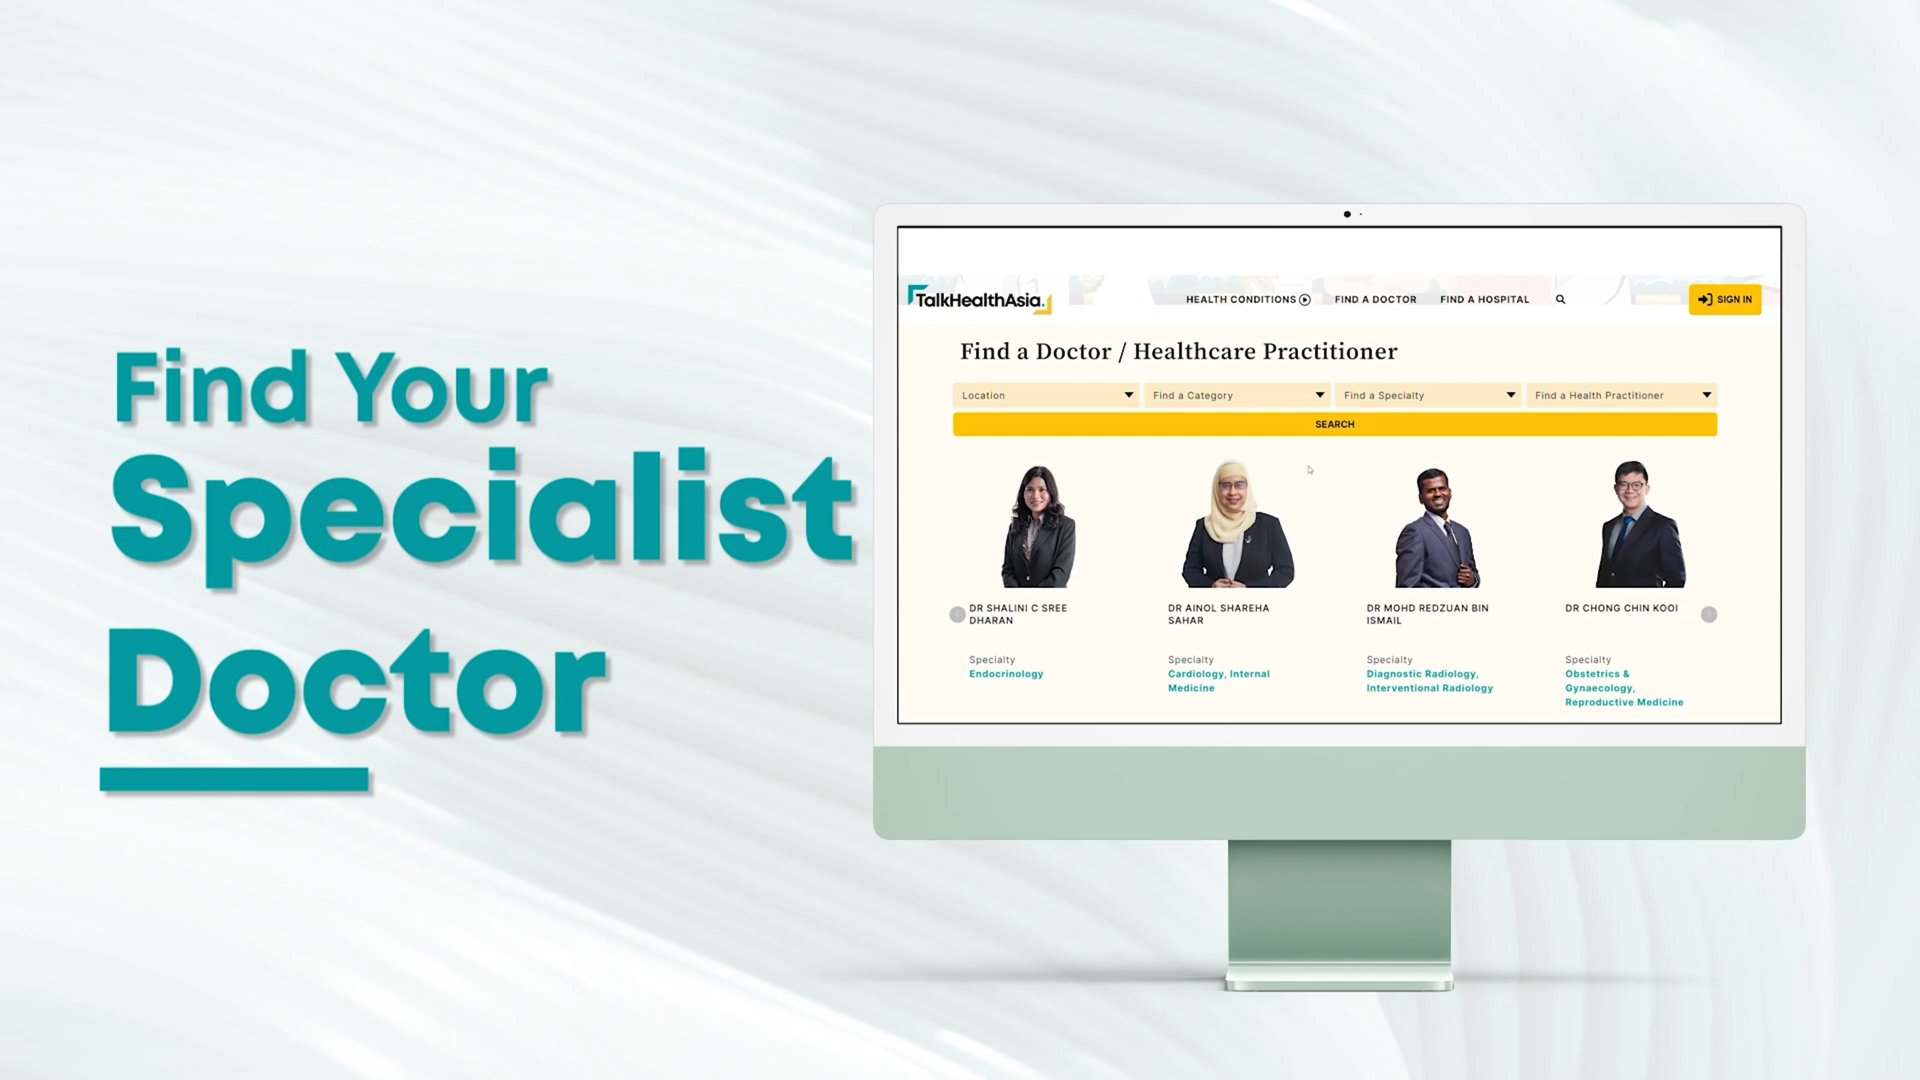 Find Your
Specialist
Doctor
TalkHealthAsia.
HEALTH CONDITIONS
FIND A DOCTOR
FIND A HOSPITAL
SIGN IN
Find a Doctor / Healthcare Practitioner
Location
Find a Category
Find a Specialty
Find a Health Practitioner
SEARCH
DR SHALINI C SREE
DHARAN
Specialty
Endocrinology
DR AINOL SHAREHA
SAHAR
Specialty
Cardiology, Internal
Medicine
DR MOHD REDZUAN BIN
ISMAIL
Specialty
Diagnostic Radiology,
Interventional Radiology
DR CHONG CHIN KOOI
Specialty
Obstetrics &
Gynaecology,
Reproductive Medicine